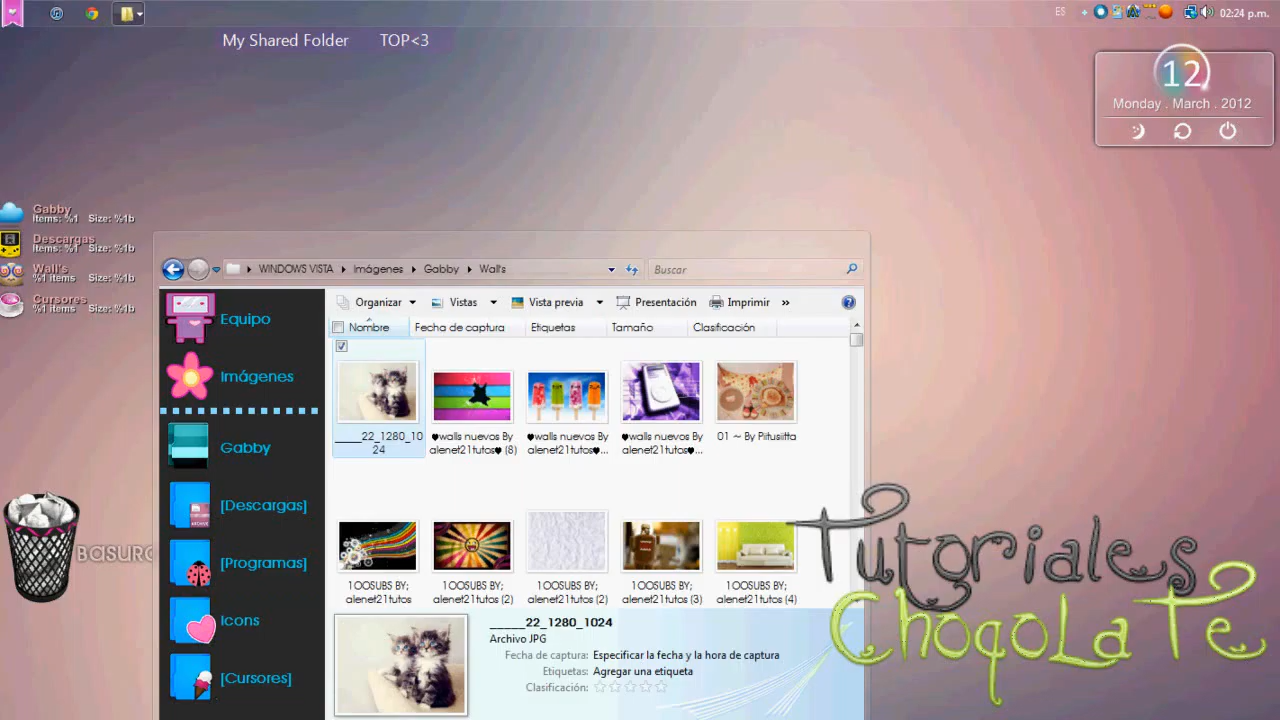 ES
02:24 p.m.
My Shared Folder TOP<3
12
Monday . March . 2012
Gabby
Items: %1 Size: %1b
Descargas
Items: %1 Size: %1b
Wall's
%1 items Size: %1b
Cursores
%1 items Size: %1b
BASURA
WINDOWS VISTA Imágenes Gabby Wall's
Buscar
Organizar Vistas Vista previa Presentación Imprimir »
Nombre Fecha de captura Etiquetas Tamaño Clasificación
Equipo
Imágenes
Gabby
[Descargas]
[Programas]
Icons
[Cursores]
_____22_1280_10
24
♥walls nuevos By
alenet21tutos♥ (8)
♥walls nuevos By
alenet21tutos♥...
♥walls nuevos By
alenet21tutos♥...
01 ~ By Pitusiitta
1OOSUBS BY;
alenet21tutos
1OOSUBS BY;
alenet21tutos (2)
1OOSUBS BY;
alenet21tutos (2)
1OOSUBS BY;
alenet21tutos (3)
1OOSUBS BY;
alenet21tutos (4)
_____22_1280_1024
Archivo JPG
Fecha de captura: Especificar la fecha y la hora de captura
Etiquetas: Agregar una etiqueta
Clasificación:
Tutoriales
ChoqoLaTe